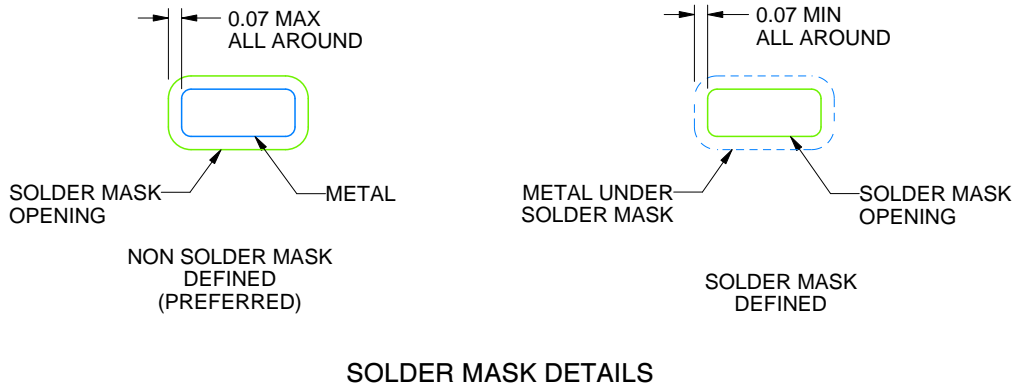 0.07 MAX
ALL AROUND
SOLDER MASK
OPENING
METAL
NON SOLDER MASK
DEFINED
(PREFERRED)
0.07 MIN
ALL AROUND
METAL UNDER
SOLDER MASK
SOLDER MASK
OPENING
SOLDER MASK
DEFINED
SOLDER MASK DETAILS